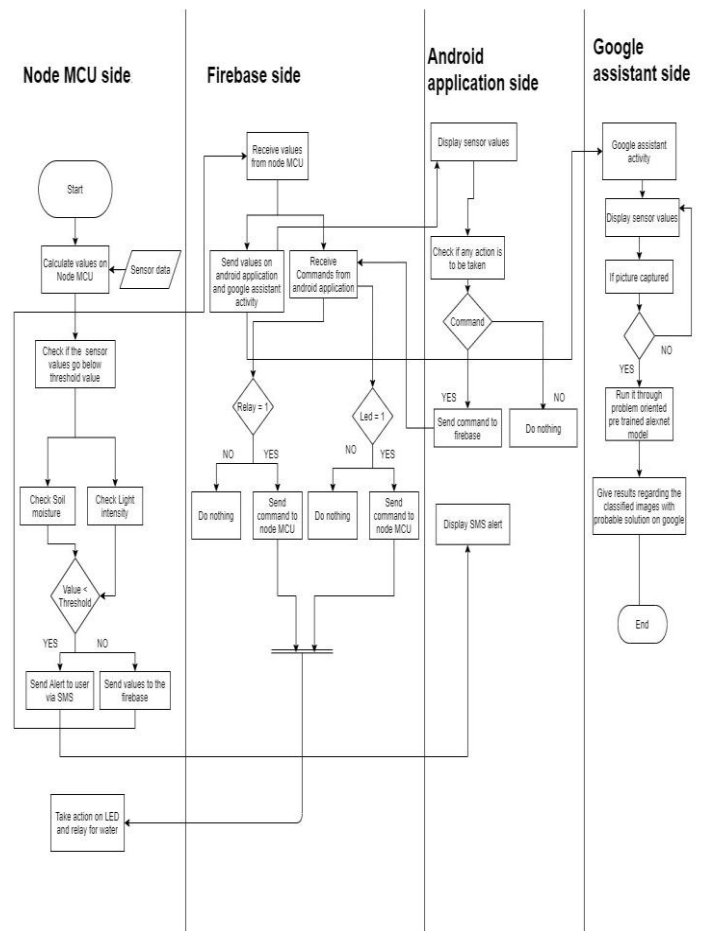 Node MCU side
Start
Calculate values on
Node MCU
Sensor data
Check if the sensor
values go below
threshold value
Check Soil
moisture
Check Light
intensity
Value <
Threshold
YES
NO
Send Alert to user
via SMS
Send values to the
firebase
Take action on LED
and relay for water
Firebase side
Receive values
from node MCU
Send values on
android application
and google assistant
activity
Receive
Commands from
android application
Relay = 1
Led = 1
NO
YES
NO
YES
Do nothing
Send
command to
node MCU
Do nothing
Send
command to
node MCU
Android
application side
Display sensor values
Check if any action is
to be taken
Command
YES
NO
Send command to
firebase
Do nothing
Display SMS alert
Google
assistant side
Google assistant
activity
Display sensor values
If picture captured
NO
YES
Run it through
problem oriented
pre trained alexnet
model
Give results regarding the
classified images with
probable solution on google
End